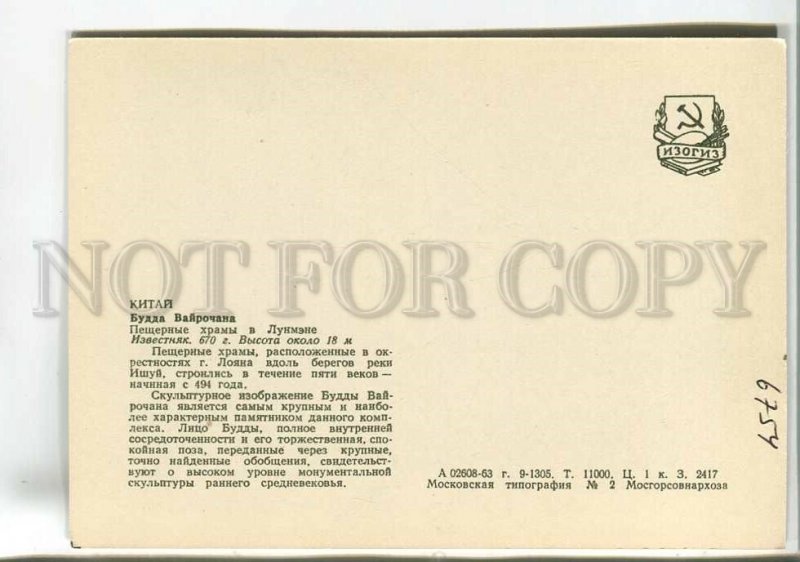 ИЗОГИЗ
NOT FOR COPY
КИТАЙ
Будда Вайрочана
Пещерные храмы в Лунмэне
Известняк. 670 г. Высота около 18 м
Пещерные храмы, расположенные в ок-
рестностях г. Лояна вдоль берегов реки
Ишуй, строились в течение пяти веков —
начиная с 494 года.
Скульптурное изображение Будды Вай-
рочана является самым крупным и наибо-
лее характерным памятником данного комп-
лекса. Лицо Будды, полное внутренней
сосредоточенности и его торжественная, спо-
койная поза, переданные через крупные,
точно найденные обобщения, свидетельст-
вуют о высоком уровне монументальной
скульптуры раннего средневековья.
А 02608-63 г. 9-1305. Т. 11000. Ц. 1 к. З. 2417
Московская типография № 2 Мосгорсовнархоза
6754